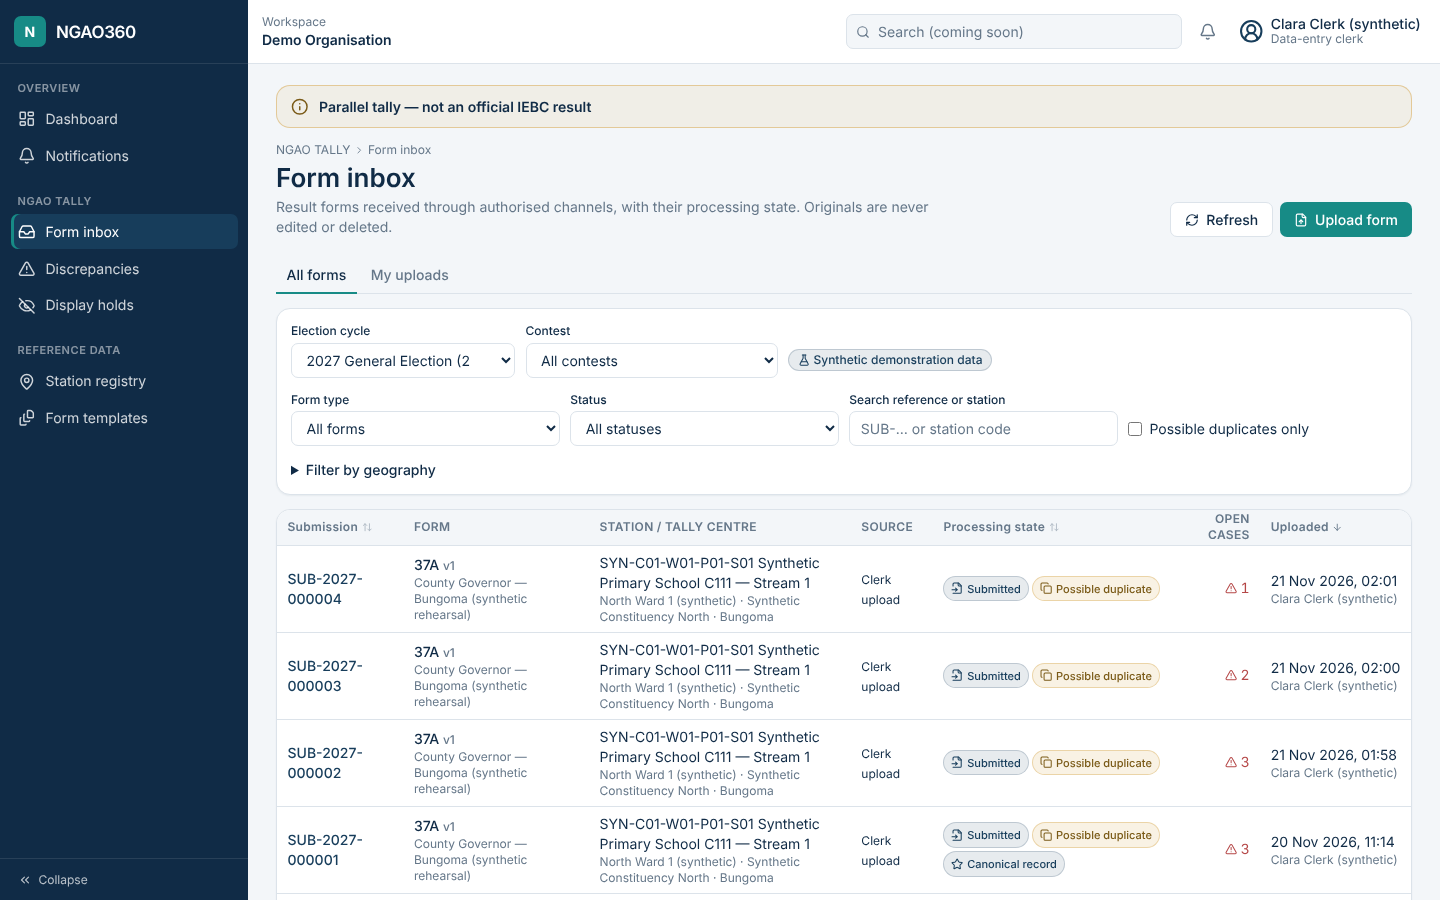 N NGAO360
Workspace
Demo Organisation
Search (coming soon)
Clara Clerk (synthetic)
Data-entry clerk
OVERVIEW
Dashboard
Notifications
NGAO TALLY
Form inbox
Discrepancies
Display holds
REFERENCE DATA
Station registry
Form templates
Collapse
Parallel tally — not an official IEBC result
NGAO TALLY > Form inbox
Form inbox
Result forms received through authorised channels, with their processing state. Originals are never
edited or deleted.
Refresh
Upload form
All forms
My uploads
Election cycle
Contest
2027 General Election (2
All contests
Synthetic demonstration data
Form type
Status
Search reference or station
All forms
All statuses
SUB-... or station code
Possible duplicates only
Filter by geography
Submission
FORM
STATION / TALLY CENTRE
SOURCE
Processing state
OPEN
CASES
Uploaded
SUB-2027-
000004
37A v1
County Governor —
Bungoma (synthetic
rehearsal)
SYN-C01-W01-P01-S01 Synthetic
Primary School C111 — Stream 1
North Ward 1 (synthetic) · Synthetic
Constituency North · Bungoma
Clerk
upload
Submitted
Possible duplicate
1
21 Nov 2026, 02:01
Clara Clerk (synthetic)
SUB-2027-
000003
37A v1
County Governor —
Bungoma (synthetic
rehearsal)
SYN-C01-W01-P01-S01 Synthetic
Primary School C111 — Stream 1
North Ward 1 (synthetic) · Synthetic
Constituency North · Bungoma
Clerk
upload
Submitted
Possible duplicate
2
21 Nov 2026, 02:00
Clara Clerk (synthetic)
SUB-2027-
000002
37A v1
County Governor —
Bungoma (synthetic
rehearsal)
SYN-C01-W01-P01-S01 Synthetic
Primary School C111 — Stream 1
North Ward 1 (synthetic) · Synthetic
Constituency North · Bungoma
Clerk
upload
Submitted
Possible duplicate
3
21 Nov 2026, 01:58
Clara Clerk (synthetic)
SUB-2027-
000001
37A v1
County Governor —
Bungoma (synthetic
rehearsal)
SYN-C01-W01-P01-S01 Synthetic
Primary School C111 — Stream 1
North Ward 1 (synthetic) · Synthetic
Constituency North · Bungoma
Clerk
upload
Submitted
Possible duplicate
Canonical record
3
20 Nov 2026, 11:14
Clara Clerk (synthetic)